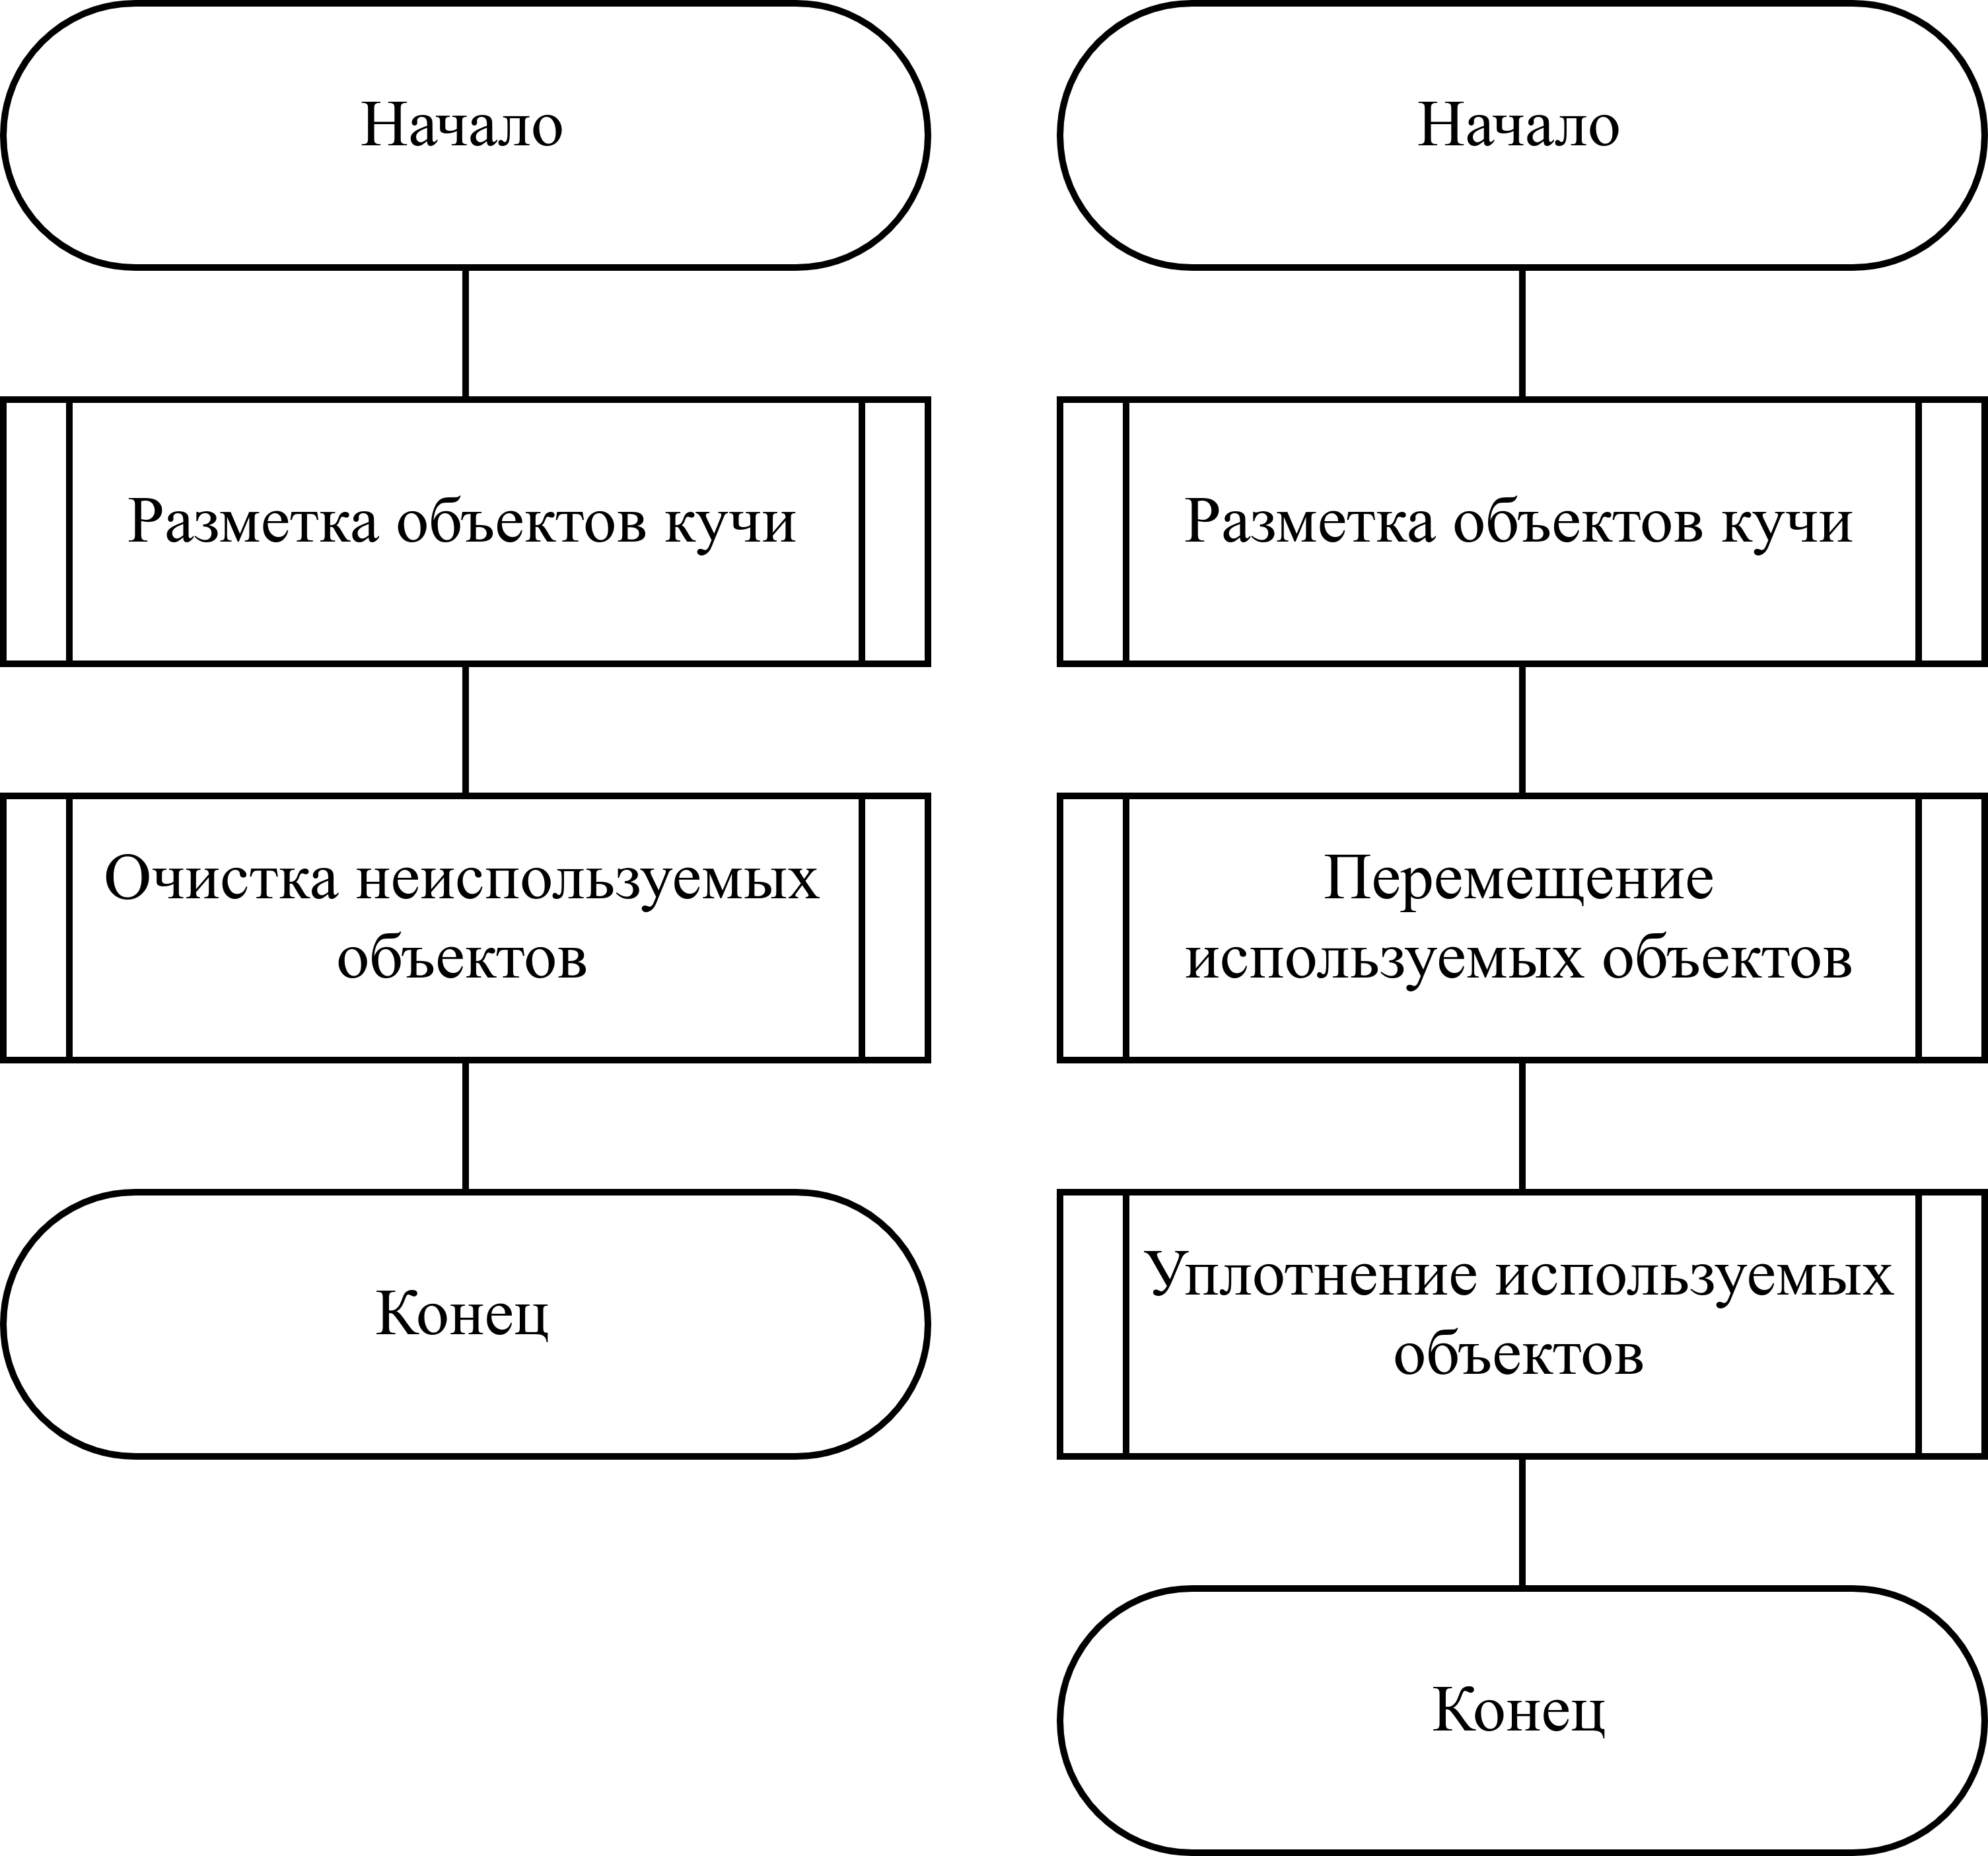 Начало
Разметка объектов кучи
Очистка неиспользуемых
объектов
Конец
Начало
Разметка объектов кучи
Перемещение
используемых объектов
Уплотнение используемых
объектов
Конец